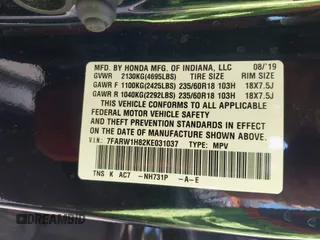 MFD. BY HONDA MFG. OF INDIANA, LLC 08/'19
GVWR 2130KG(4695LBS) TIRE SIZE RIM SIZE
GAWR F 1100KG(2425LBS) 235/60R18 103H 18X7.5J
GAWR R 1040KG(2292LBS) 235/60R18 103H 18X7.5J
THIS VEHICLE CONFORMS TO ALL APPLICABLE
FEDERAL MOTOR VEHICLE SAFETY
AND THEFT PREVENTION STANDARDS IN EFFECT
ON THE DATE OF MANUFACTURE SHOWN ABOVE.
V.I.N.: 7FARW1H82KE031037 TYPE: MPV
TNS K AC7 -NH731P -A-E